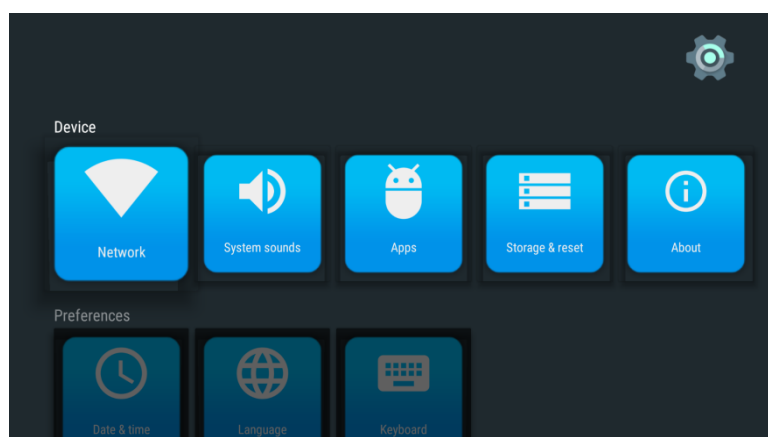 Device
Network
System sounds
Apps
Storage & reset
About
Preferences
Date & time
Language
Keyboard